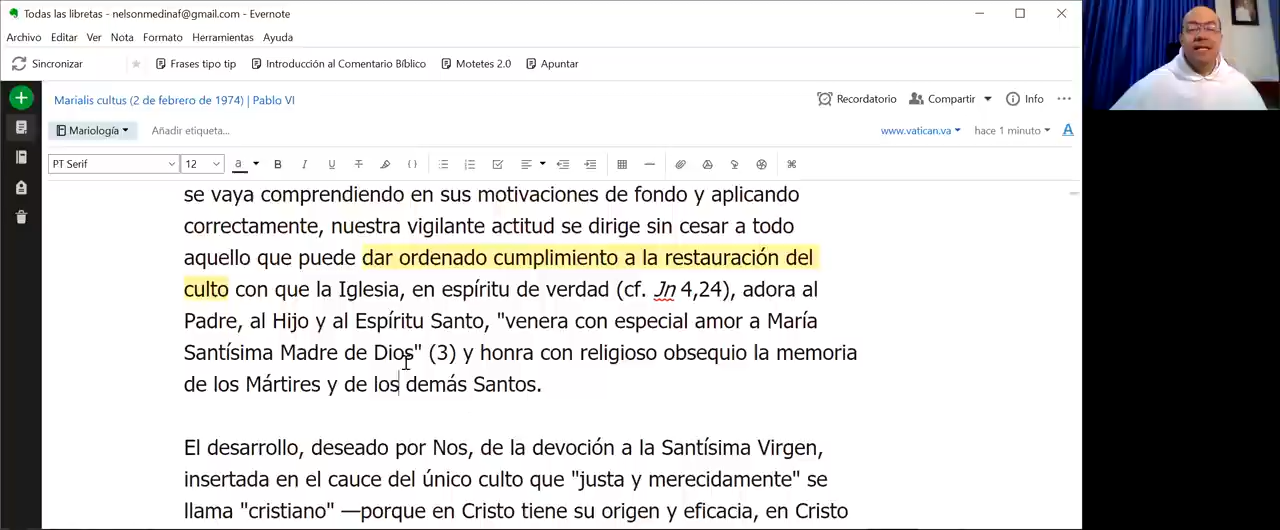 Todas las libretas - nelsonmedinaf@gmail.com - Evernote
Archivo Editar Ver Nota Formato Herramientas Ayuda
Sincronizar Frases tipo tip Introducción al Comentario Bíblico Motetes 2.0 Apuntar
Marialis cultus (2 de febrero de 1974) | Pablo VI Recordatorio Compartir Info
Mariología Añadir etiqueta... www.vatican.va hace 1 minuto A
PT Serif 12 a B I U T
se vaya comprendiendo en sus motivaciones de fondo y aplicando
correctamente, nuestra vigilante actitud se dirige sin cesar a todo
aquello que puede dar ordenado cumplimiento a la restauración del
culto con que la Iglesia, en espíritu de verdad (cf. Jn 4,24), adora al
Padre, al Hijo y al Espíritu Santo, "venera con especial amor a María
Santísima Madre de Dios" (3) y honra con religioso obsequio la memoria
de los Mártires y de los demás Santos.
El desarrollo, deseado por Nos, de la devoción a la Santísima Virgen,
insertada en el cauce del único culto que "justa y merecidamente" se
llama "cristiano" —porque en Cristo tiene su origen y eficacia, en Cristo